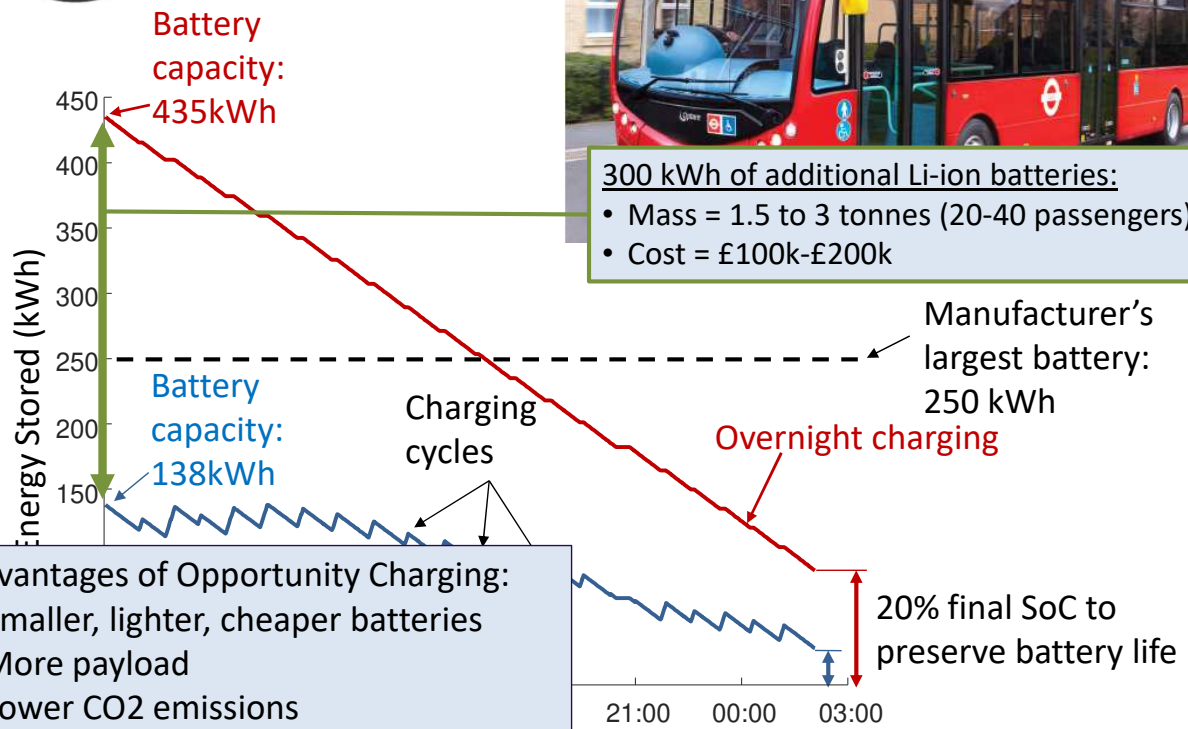 Battery
capacity:
435kWh
450
400
350
300
250
200
150
Energy Stored (kWh)
300 kWh of additional Li-ion batteries:
• Mass = 1.5 to 3 tonnes (20-40 passengers)
• Cost = £100k-£200k
Manufacturer's
largest battery:
250 kWh
Battery
capacity:
138kWh
Charging
cycles
Overnight charging
vantages of Opportunity Charging:
maller, lighter, cheaper batteries
More payload
ower CO2 emissions
20% final SoC to
preserve battery life
21:00
00:00
03:00